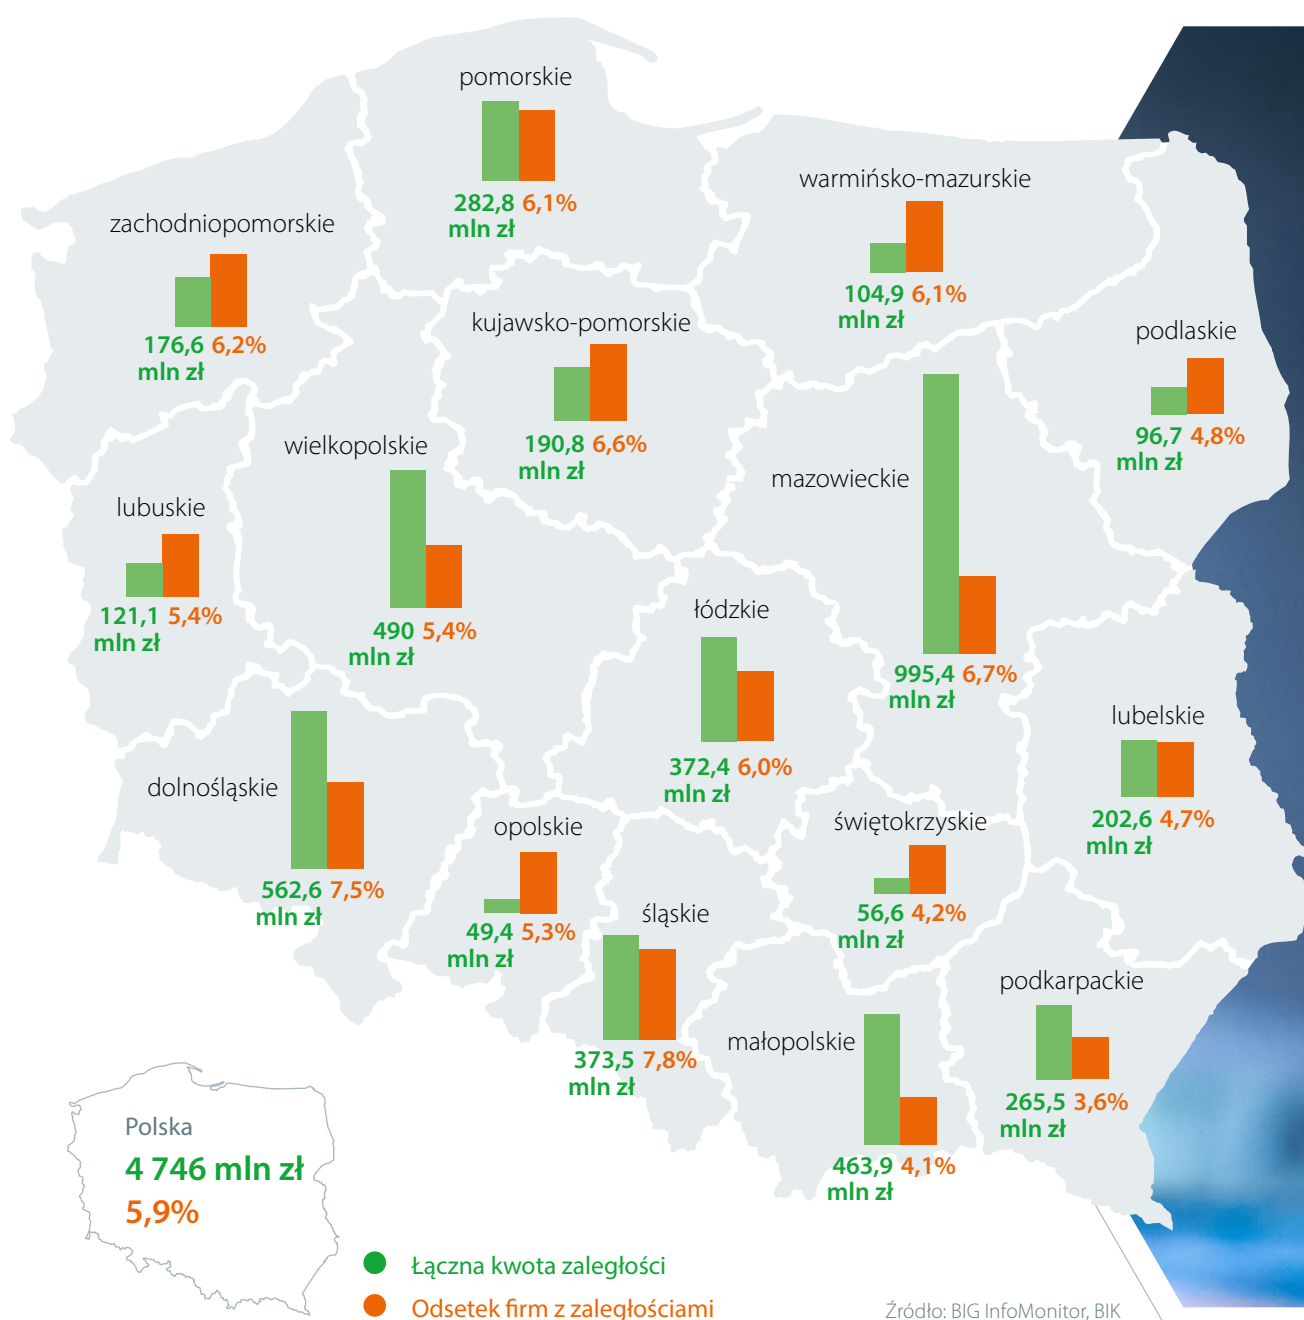 pomorskie
282,8 6,1%
mln zł
warmińsko-mazurskie
104,9 6,1%
mln zł
zachodniopomorskie
176,6 6,2%
mln zł
kujawsko-pomorskie
190,8 6,6%
mln zł
podlaskie
96,7 4,8%
mln zł
wielkopolskie
490 5,4%
mln zł
mazowieckie
995,4 6,7%
mln zł
lubuskie
121,1 5,4%
mln zł
łódzkie
372,4 6,0%
mln zł
lubelskie
202,6 4,7%
mln zł
dolnośląskie
562,6 7,5%
mln zł
opolskie
49,4 5,3%
mln zł
świętokrzyskie
56,6 4,2%
mln zł
śląskie
373,5 7,8%
mln zł
małopolskie
463,9 4,1%
mln zł
podkarpackie
265,5 3,6%
mln zł
Polska
4 746 mln zł
5,9%
Łączna kwota zaległości
Odsetek firm z zaległościami
Źródło: BIG InfoMonitor, BIK